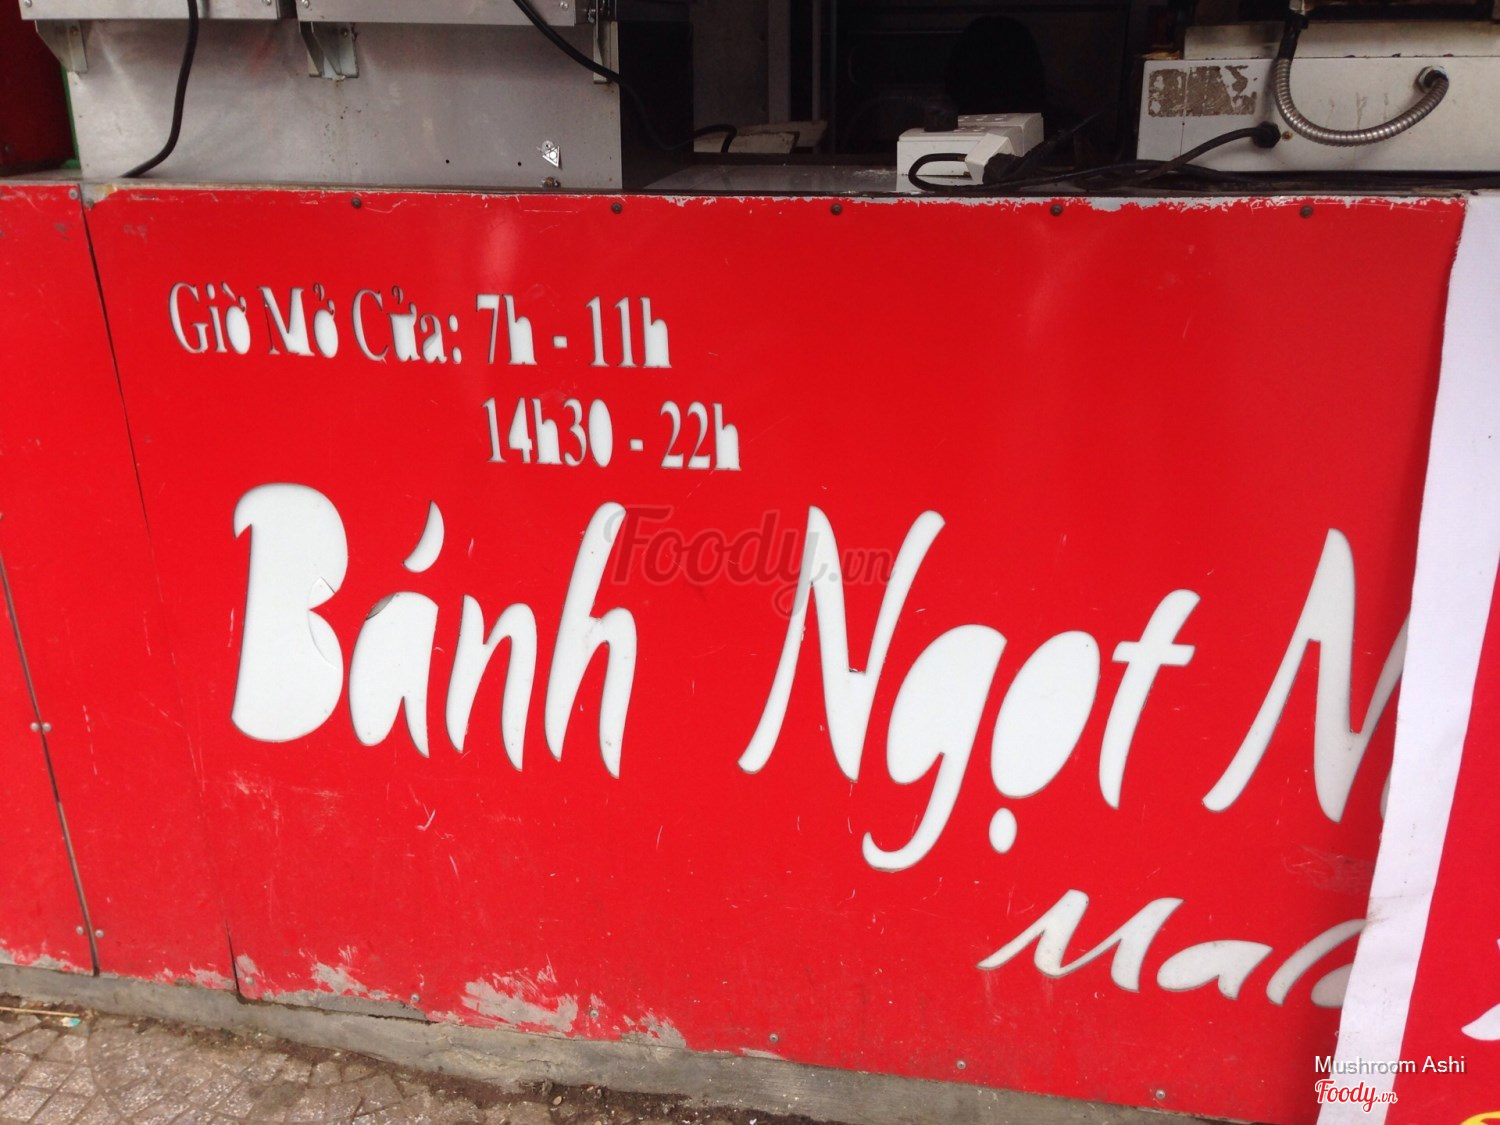 Giờ Mở Cửa: 7h - 11h
14h30 - 22h
Bánh Ngọt
Foody.vn
Mushroom Ashi
Foody.vn